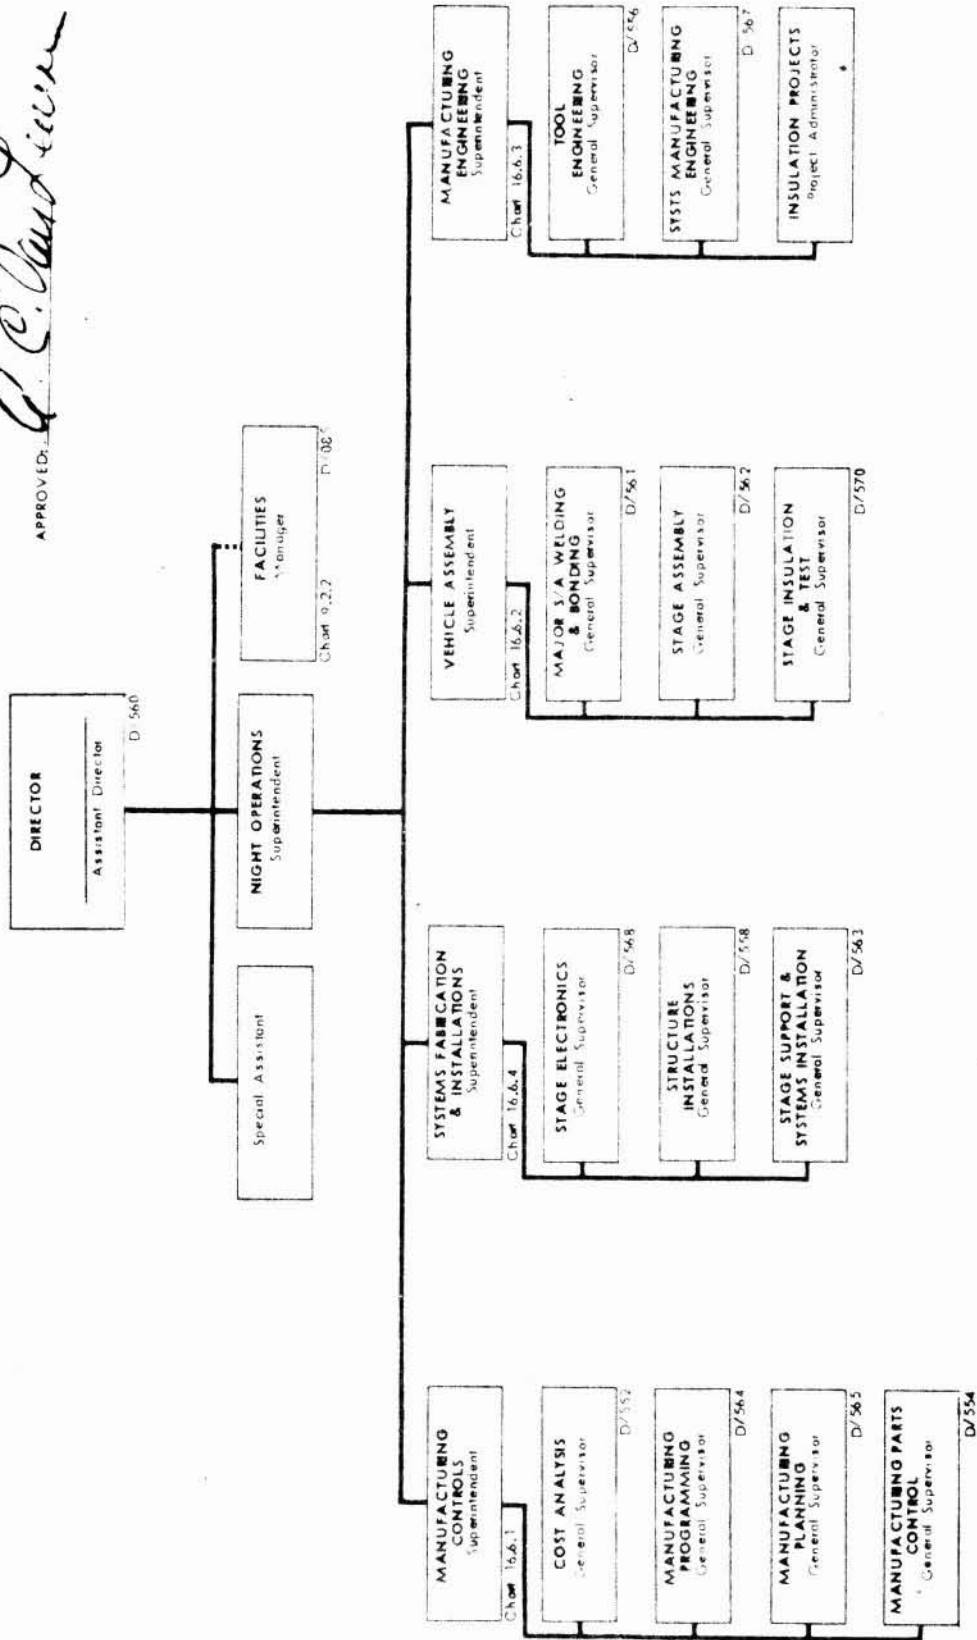 APPROVED:
DIRECTOR
Assistant Director
D/560
Special Assistant
NIGHT OPERATIONS
Superintendent
FACILITIES
Manager
Chart 9.2.2
MANUFACTURING
CONTROLS
Superintendent
Chart 16.6.1
COST ANALYSIS
General Supervisor
D/552
MANUFACTURING
PROGRAMMING
General Supervisor
D/564
MANUFACTURING
PLANNING
General Supervisor
D/565
MANUFACTURING PARTS
CONTROL
General Supervisor
D/554
SYSTEMS FABRICATION
& INSTALLATIONS
Superintendent
Chart 16.6.4
STAGE ELECTRONICS
General Supervisor
D/568
STRUCTURE
INSTALLATIONS
General Supervisor
D/558
STAGE SUPPORT &
SYSTEMS INSTALLATION
General Supervisor
D/563
VEHICLE ASSEMBLY
Superintendent
Chart 16.6.2
MAJOR S/A WELDING
& BONDING
General Supervisor
D/561
STAGE ASSEMBLY
General Supervisor
D/562
STAGE INSULATION
& TEST
General Supervisor
D/570
MANUFACTURING
ENGINEERING
Superintendent
Chart 16.6.3
TOOL
ENGINEERING
General Supervisor
D/556
SYSTS MANUFACTURING
ENGINEERING
General Supervisor
D/567
INSULATION PROJECTS
Project Administrator
*